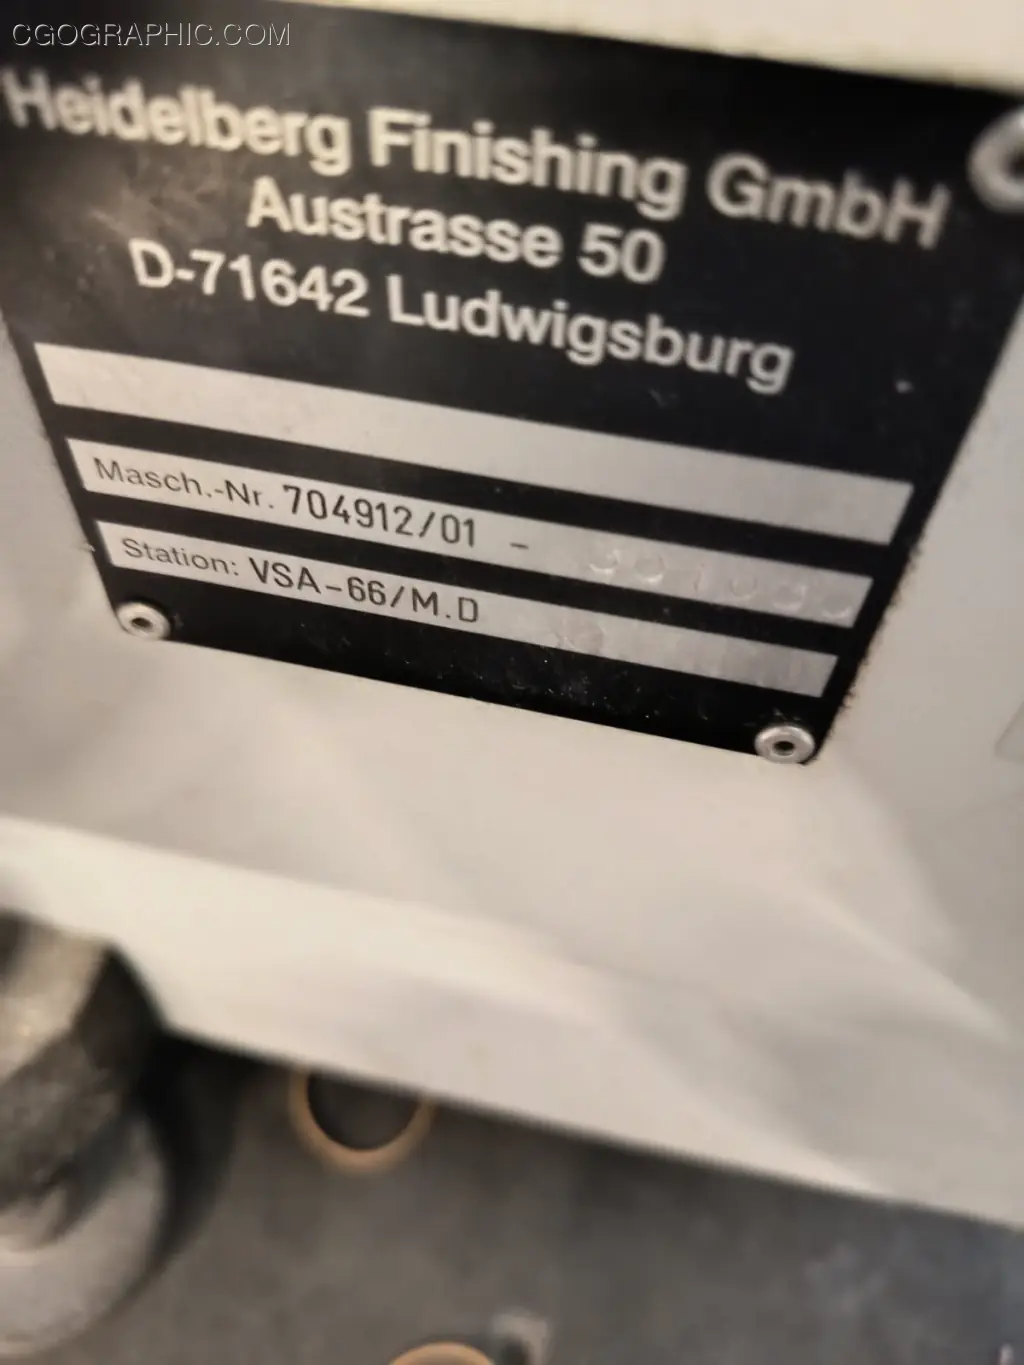 CGOGRAPHIC.COM
Heidelberg Finishing GmbH
Austrasse 50
D-71642 Ludwigsburg
Masch.-Nr. 704912/01 -
Station: VSA-66/M.D